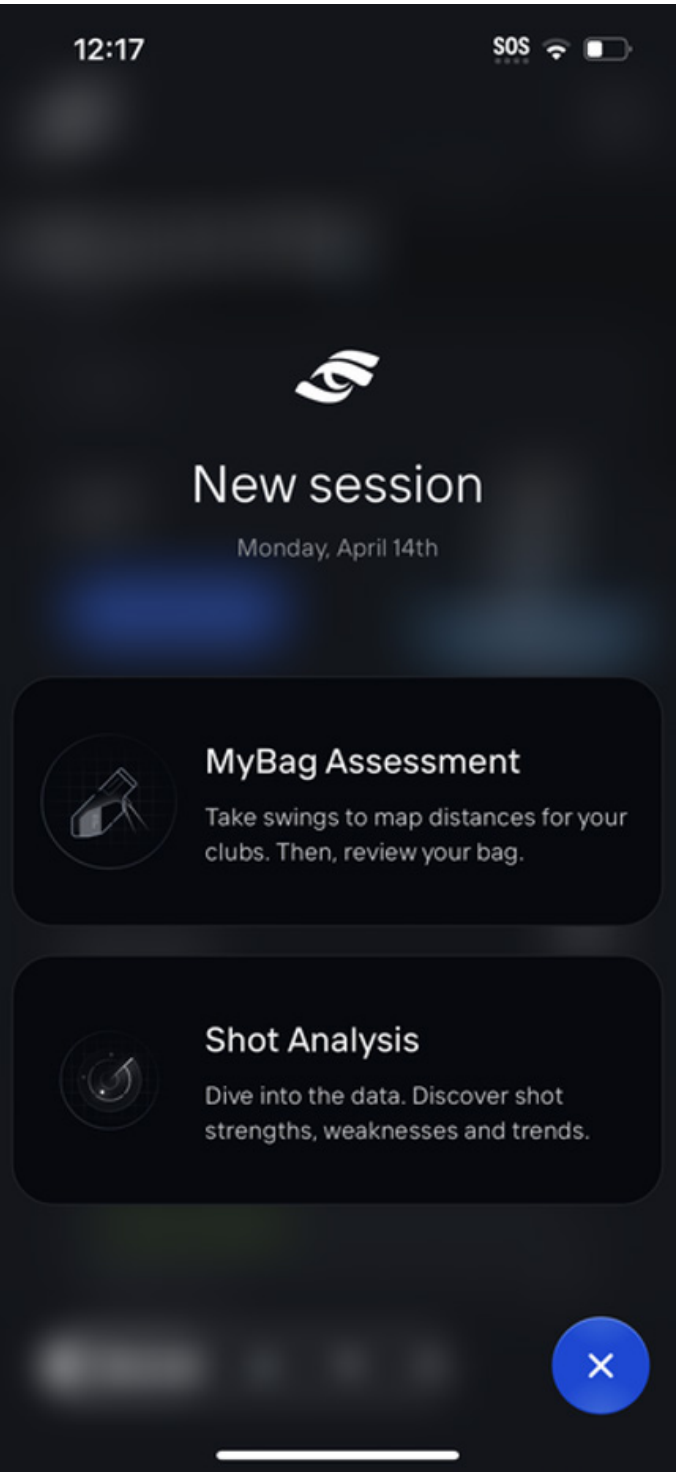 12:17
SOS
New session
Monday, April 14th
MyBag Assessment
Take swings to map distances for your
clubs. Then, review your bag.
Shot Analysis
Dive into the data. Discover shot
strengths, weaknesses and trends.